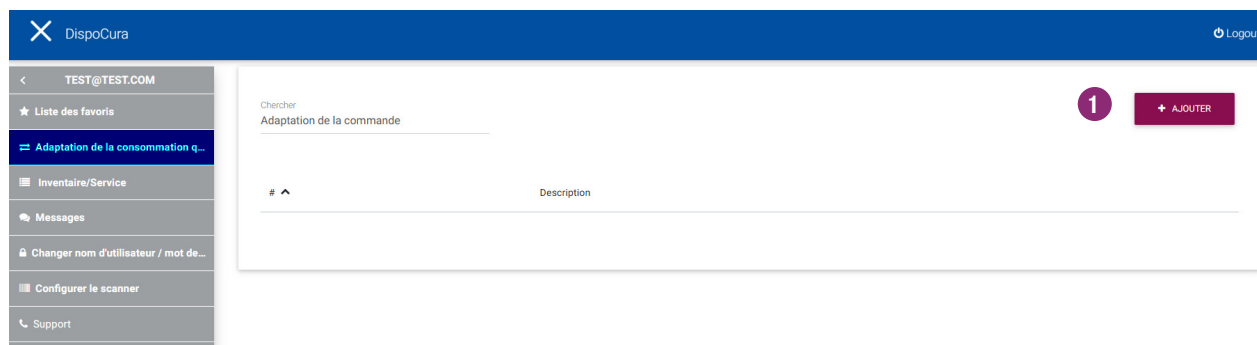 DispoCura
Logou
TEST@TEST.COM
Liste des favoris
Adaptation de la consommation q...
Inventaire/Service
Messages
Changer nom d'utilisateur / mot de...
Configurer le scanner
Support
Chercher
Adaptation de la commande
1
+ AJOUTER
# Description